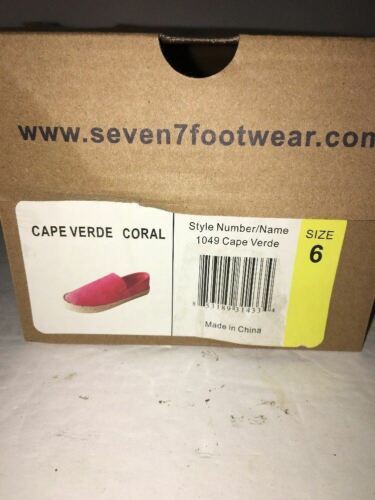 www.seven7footwear.com
CAPE VERDE CORAL
Style Number/Name
1049 Cape Verde
SIZE
6
Made in China